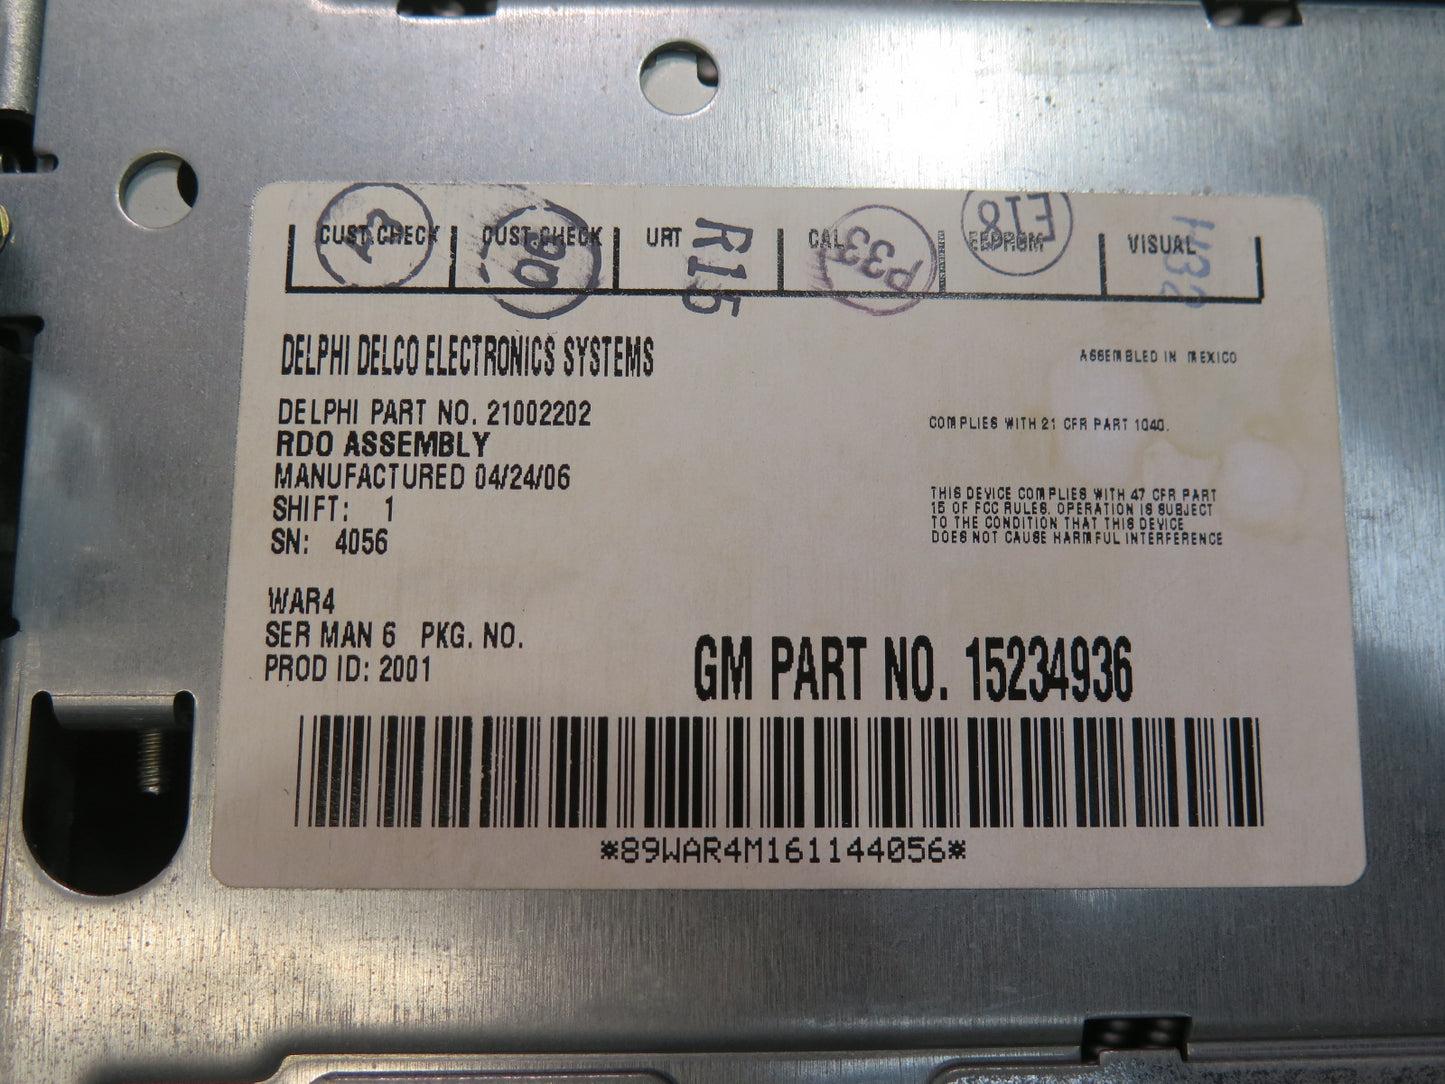 CUST.CHECK CUST.CHECK URT CAL EEPROM VISUAL
Q6 R15 P33 E18
DELPHI DELCO ELECTRONICS SYSTEMS
ASSEMBLED IN MEXICO
DELPHI PART NO. 21002202
RDO ASSEMBLY
MANUFACTURED 04/24/06
SHIFT: 1
SN: 4056
COMPLIES WITH 21 CFR PART 1040.
THIS DEVICE COMPLIES WITH 47 CFR PART
15 OF FCC RULES. OPERATION IS SUBJECT
TO THE CONDITION THAT THIS DEVICE
DOES NOT CAUSE HARMFUL INTERFERENCE
WAR4
SER MAN 6 PKG. NO.
PROD ID: 2001
GM PART NO. 15234936
*89WAR4M161144056*